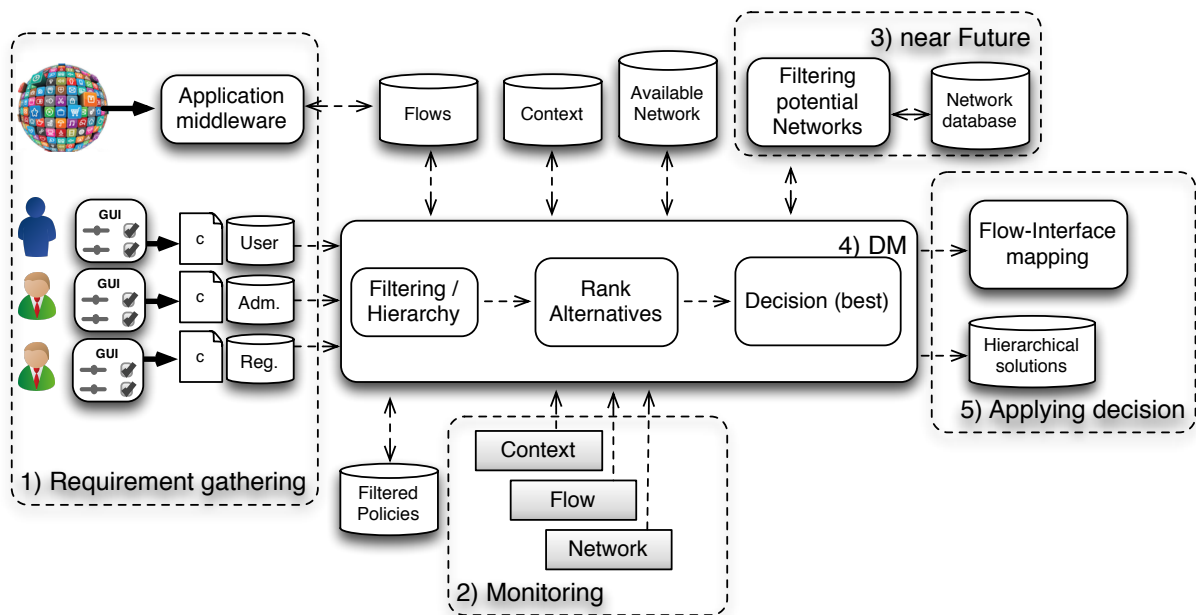 3) near Future
Application
middleware
Flows
Context
Available
Network
Filtering
potential
Networks
Network
database
GUI
c
User
GUI
c
Adm.
GUI
c
Reg.
1) Requirement gathering
4) DM
Filtering /
Hierarchy
Rank
Alternatives
Decision (best)
Flow-Interface
mapping
Hierarchical
solutions
5) Applying decision
Filtered
Policies
Context
Flow
Network
2) Monitoring